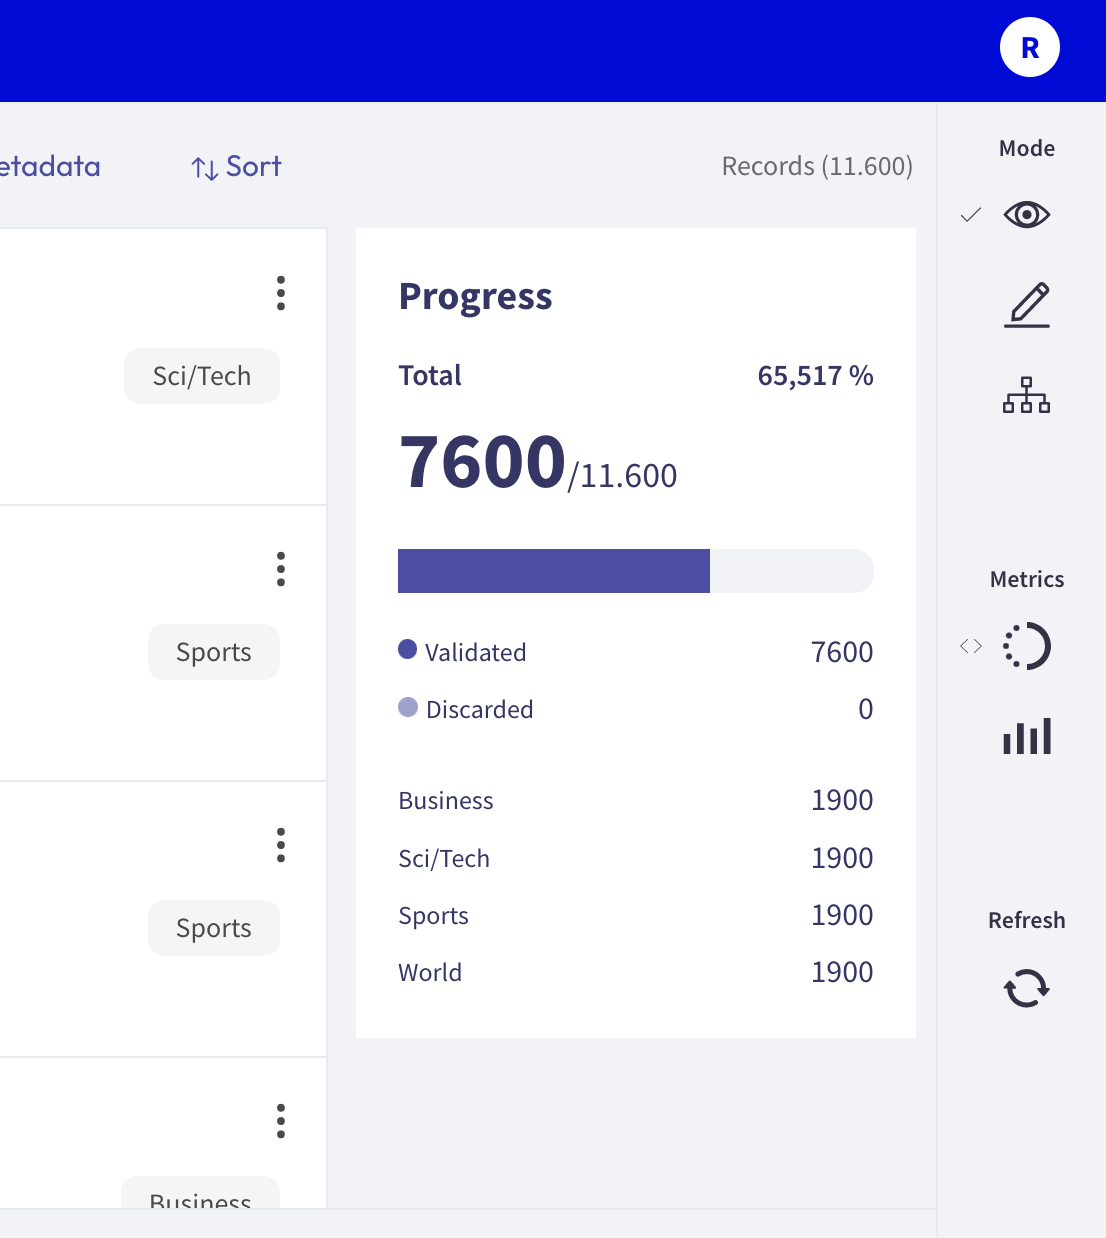 R
etadata
Sort
Records (11.600)
Mode
Sci/Tech
Sports
Sports
Business
Progress
Total 65,517 %
7600/11.600
Validated 7600
Discarded 0
Business 1900
Sci/Tech 1900
Sports 1900
World 1900
Metrics
Refresh